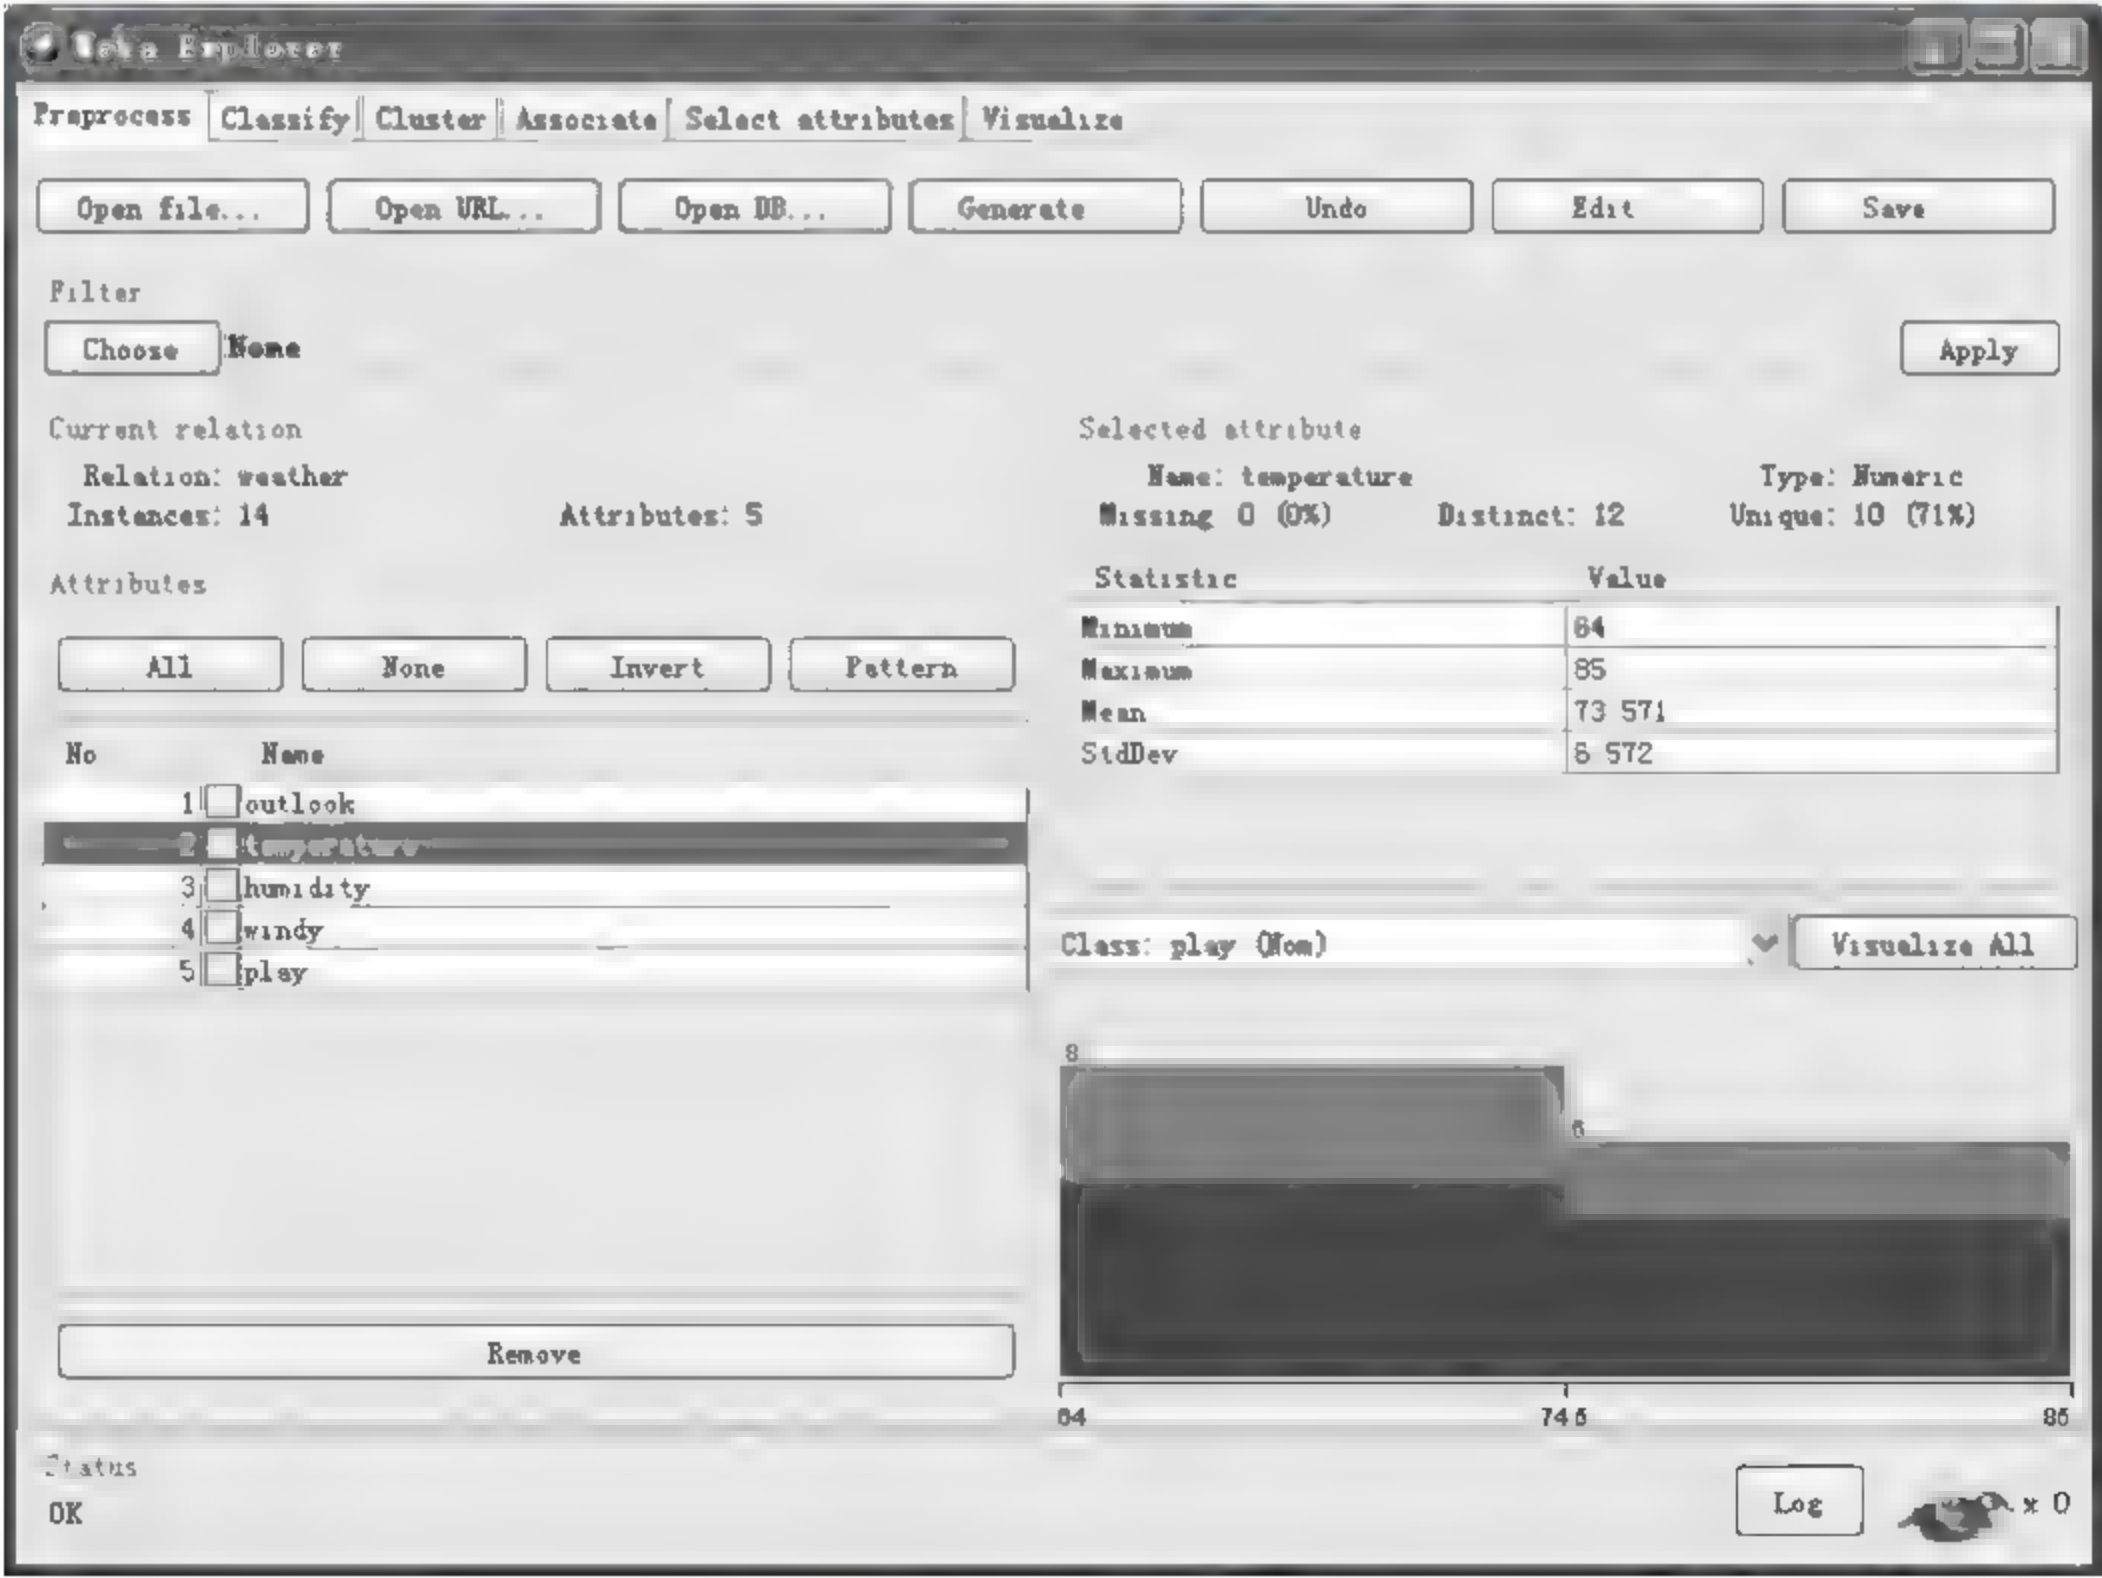 Weka Explorer
Preprocess Classify Cluster Associate Select attributes Visualize
Open file... Open URL... Open DB... Generate Undo Edit Save
Filter
Choose None Apply
Current relation
Relation: weather
Instances: 14 Attributes: 5
Selected attribute
Name: temperature Type: Numeric
Missing 0 (0%) Distinct: 12 Unique: 10 (71%)
Statistic Value
Minimum 64
Maximum 85
Mean 73 571
StdDev 6 572
Attributes
All None Invert Pattern
No Name
1 outlook
2 temperature
3 humidity
4 windy
5 play
Remove
Class: play (Nom) Visualize All
8
6
64 74 5 85
Status
OK
Log x 0